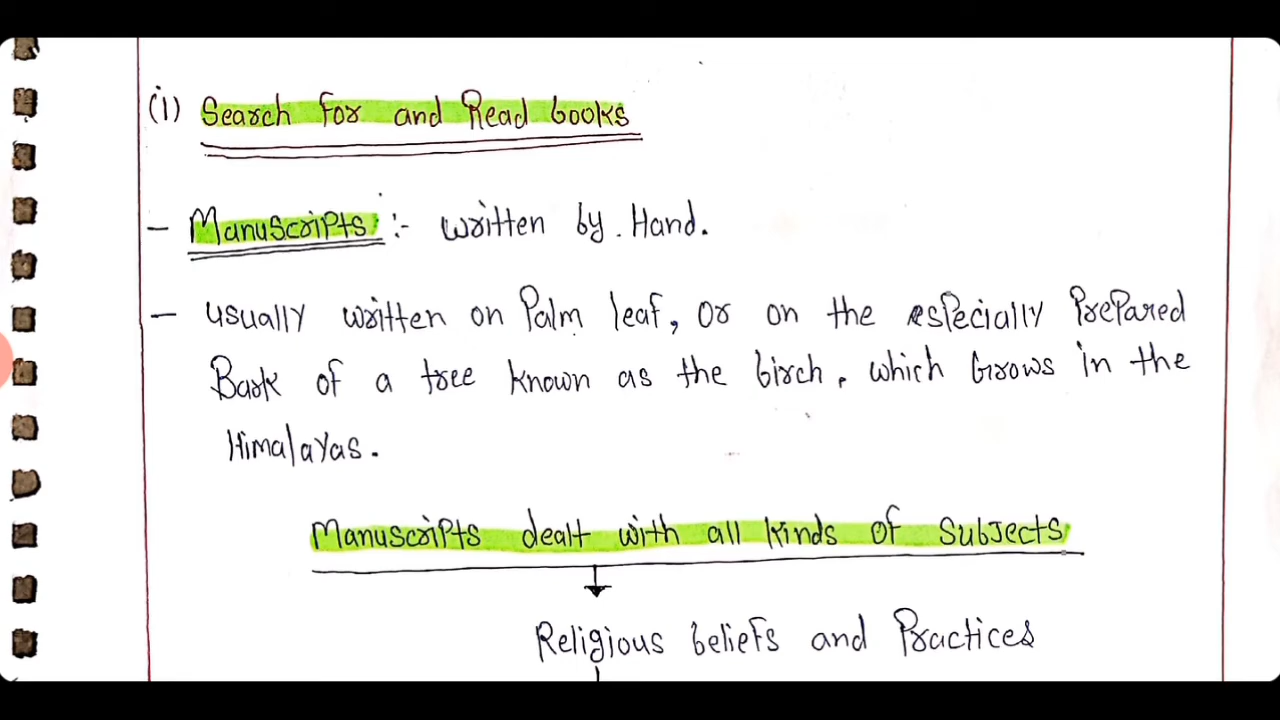 (i) Search for and Read books
- Manuscripts :- written by. Hand.
- usually written on Palm leaf, or on the especially Prepared
Bark of a tree known as the birch, which Grows in the
Himalayas.
Manuscripts dealt with all kinds of Subjects
Religious beliefs and Practices